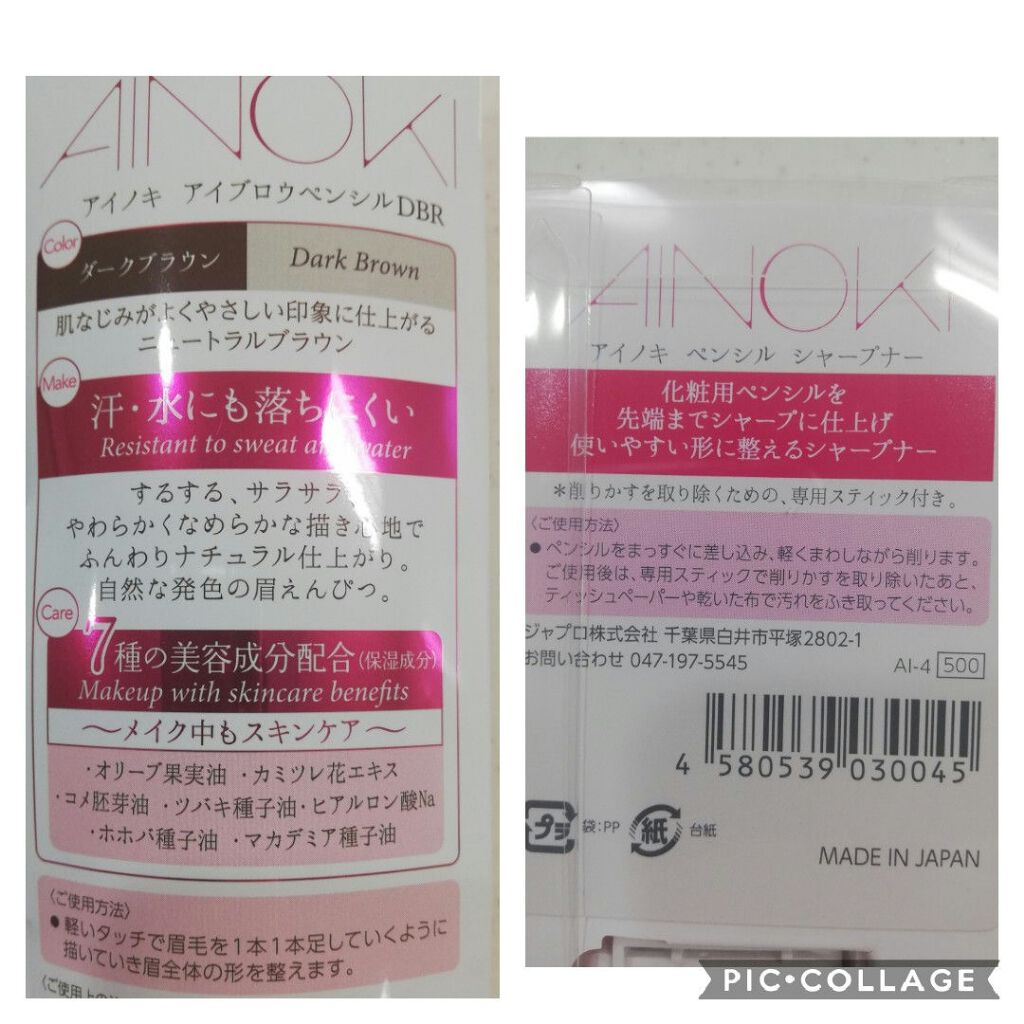 AINOKI
アイノキ アイブロウペンシルDBR
Color
ダークブラウン Dark Brown
肌なじみがよくやさしい印象に仕上がる
ニュートラルブラウン
Make
汗・水にも落ちにくい
Resistant to sweat and water
するする、サラサラ
やわらかくなめらかな描き心地で
ふんわりナチュラル仕上がり。
自然な発色の眉えんぴつ。
Care
7種の美容成分配合(保湿成分)
Makeup with skincare benefits
〜メイク中もスキンケア〜
・オリーブ果実油 ・カミツレ花エキス
・コメ胚芽油 ・ツバキ種子油・ヒアルロン酸Na
・ホホバ種子油 ・マカデミア種子油
〈ご使用方法〉
● 軽いタッチで眉毛を1本1本足していくように
描いていき眉全体の形を整えます。
AINOKI
アイノキ ペンシル シャープナー
化粧用ペンシルを
先端までシャープに仕上げ
使いやすい形に整えるシャープナー
＊削りかすを取り除くための、専用スティック付き。
〈ご使用方法〉
● ペンシルをまっすぐに差し込み、軽くまわしながら削ります。
ご使用後は、専用スティックで削りかすを取り除いたあと、
ティッシュペーパーや乾いた布で汚れをふき取ってください。
ジャプロ株式会社 千葉県白井市平塚2802-1
お問い合わせ 047-197-5545
AI-4 500
4 580539 030045
プラ 袋:PP 紙 台紙
MADE IN JAPAN
PIC•COLLAGE